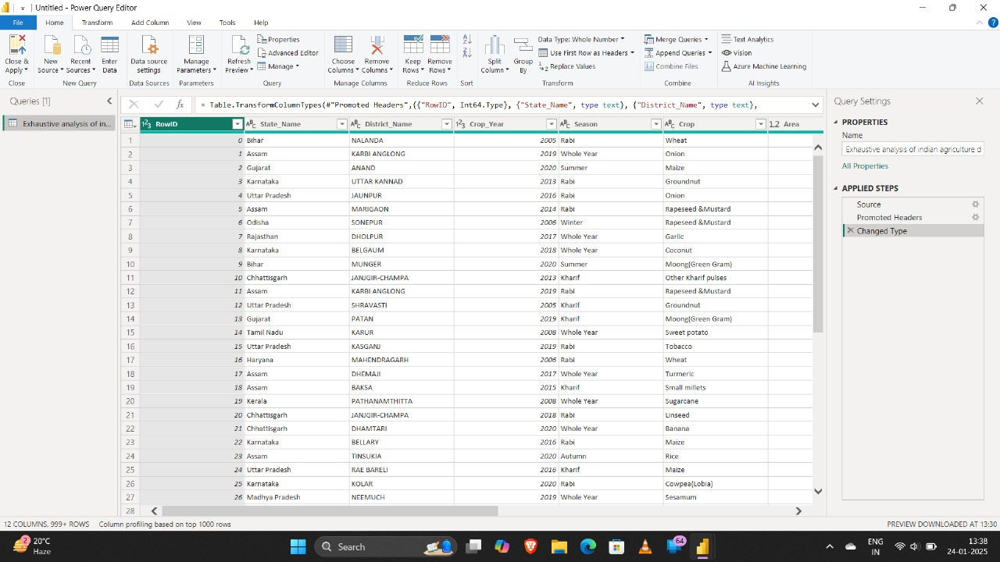 Untitled - Power Query Editor
File Home Transform Add Column View Tools Help
Close & Apply
New Source
Recent Sources
Enter Data
Data source settings
Manage Parameters
Refresh Preview
Properties
Advanced Editor
Manage
Choose Columns
Remove Columns
Keep Rows
Remove Rows
Split Column
Group By
Data Type: Whole Number
Use First Row as Headers
Replace Values
Merge Queries
Append Queries
Combine Files
Text Analytics
Vision
Azure Machine Learning
Close New Query Data Sources Parameters Query Manage Columns Reduce Rows Sort Transform Combine AI Insights
Queries [1]
Exhaustive analysis of in...
fx = Table.TransformColumnTypes(#"Promoted Headers",{{"RowID", Int64.Type}, {"State_Name", type text}, {"District_Name", type text},
RowID State_Name District_Name Crop_Year Season Crop 1.2 Area
1 0 Bihar NALANDA 2005 Rabi Wheat
2 1 Assam KARBI ANGLONG 2019 Whole Year Onion
3 2 Gujarat ANAND 2020 Summer Maize
4 3 Karnataka UTTAR KANNAD 2013 Rabi Groundnut
5 4 Uttar Pradesh JAUNPUR 2016 Rabi Onion
6 5 Assam MARIGAON 2014 Rabi Rapeseed &Mustard
7 6 Odisha SONEPUR 2006 Winter Rapeseed &Mustard
8 7 Rajasthan DHOLPUR 2017 Whole Year Garlic
9 8 Karnataka BELGAUM 2018 Whole Year Coconut
10 9 Bihar MUNGER 2020 Summer Moong(Green Gram)
11 10 Chhattisgarh JANJGIR-CHAMPA 2013 Kharif Other Kharif pulses
12 11 Assam KARBI ANGLONG 2019 Rabi Rapeseed &Mustard
13 12 Uttar Pradesh SHRAVASTI 2005 Kharif Groundnut
14 13 Gujarat PATAN 2019 Kharif Moong(Green Gram)
15 14 Tamil Nadu KARUR 2008 Whole Year Sweet potato
16 15 Uttar Pradesh KASGANJ 2019 Rabi Tobacco
17 16 Haryana MAHENDRAGARH 2006 Rabi Wheat
18 17 Assam DHEMAJI 2017 Whole Year Turmeric
19 18 Assam BAKSA 2015 Kharif Small millets
20 19 Kerala PATHANAMTHITTA 2008 Whole Year Sugarcane
21 20 Chhattisgarh JANJGIR-CHAMPA 2018 Rabi Linseed
22 21 Chhattisgarh DHAMTARI 2020 Whole Year Banana
23 22 Karnataka BELLARY 2016 Rabi Maize
24 23 Assam TINSUKIA 2020 Autumn Rice
25 24 Uttar Pradesh RAE BARELI 2016 Kharif Maize
26 25 Karnataka KOLAR 2020 Rabi Cowpea(Lobia)
27 26 Madhya Pradesh NEEMUCH 2019 Whole Year Sesamum
28
Query Settings
PROPERTIES
Name
Exhaustive analysis of indian agriculture d
All Properties
APPLIED STEPS
Source
Promoted Headers
Changed Type
12 COLUMNS, 999+ ROWS Column profiling based on top 1000 rows PREVIEW DOWNLOADED AT 13:30
2
20°C
Haze
Search
64
ENG
IN
13:38
24-01-2025